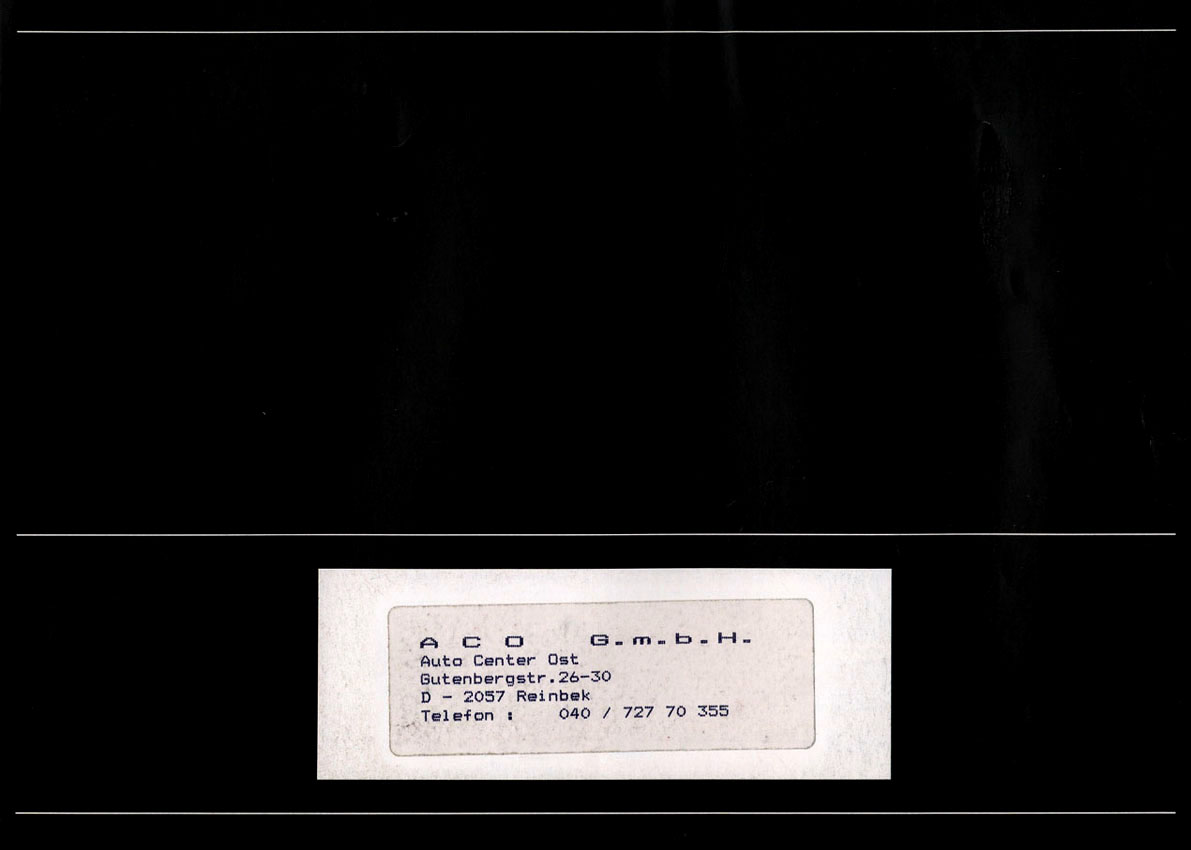 A C O G.m.b.H.
Auto Center Ost
Gutenbergstr.26-30
D - 2057 Reinbek
Telefon : 040 / 727 70 355